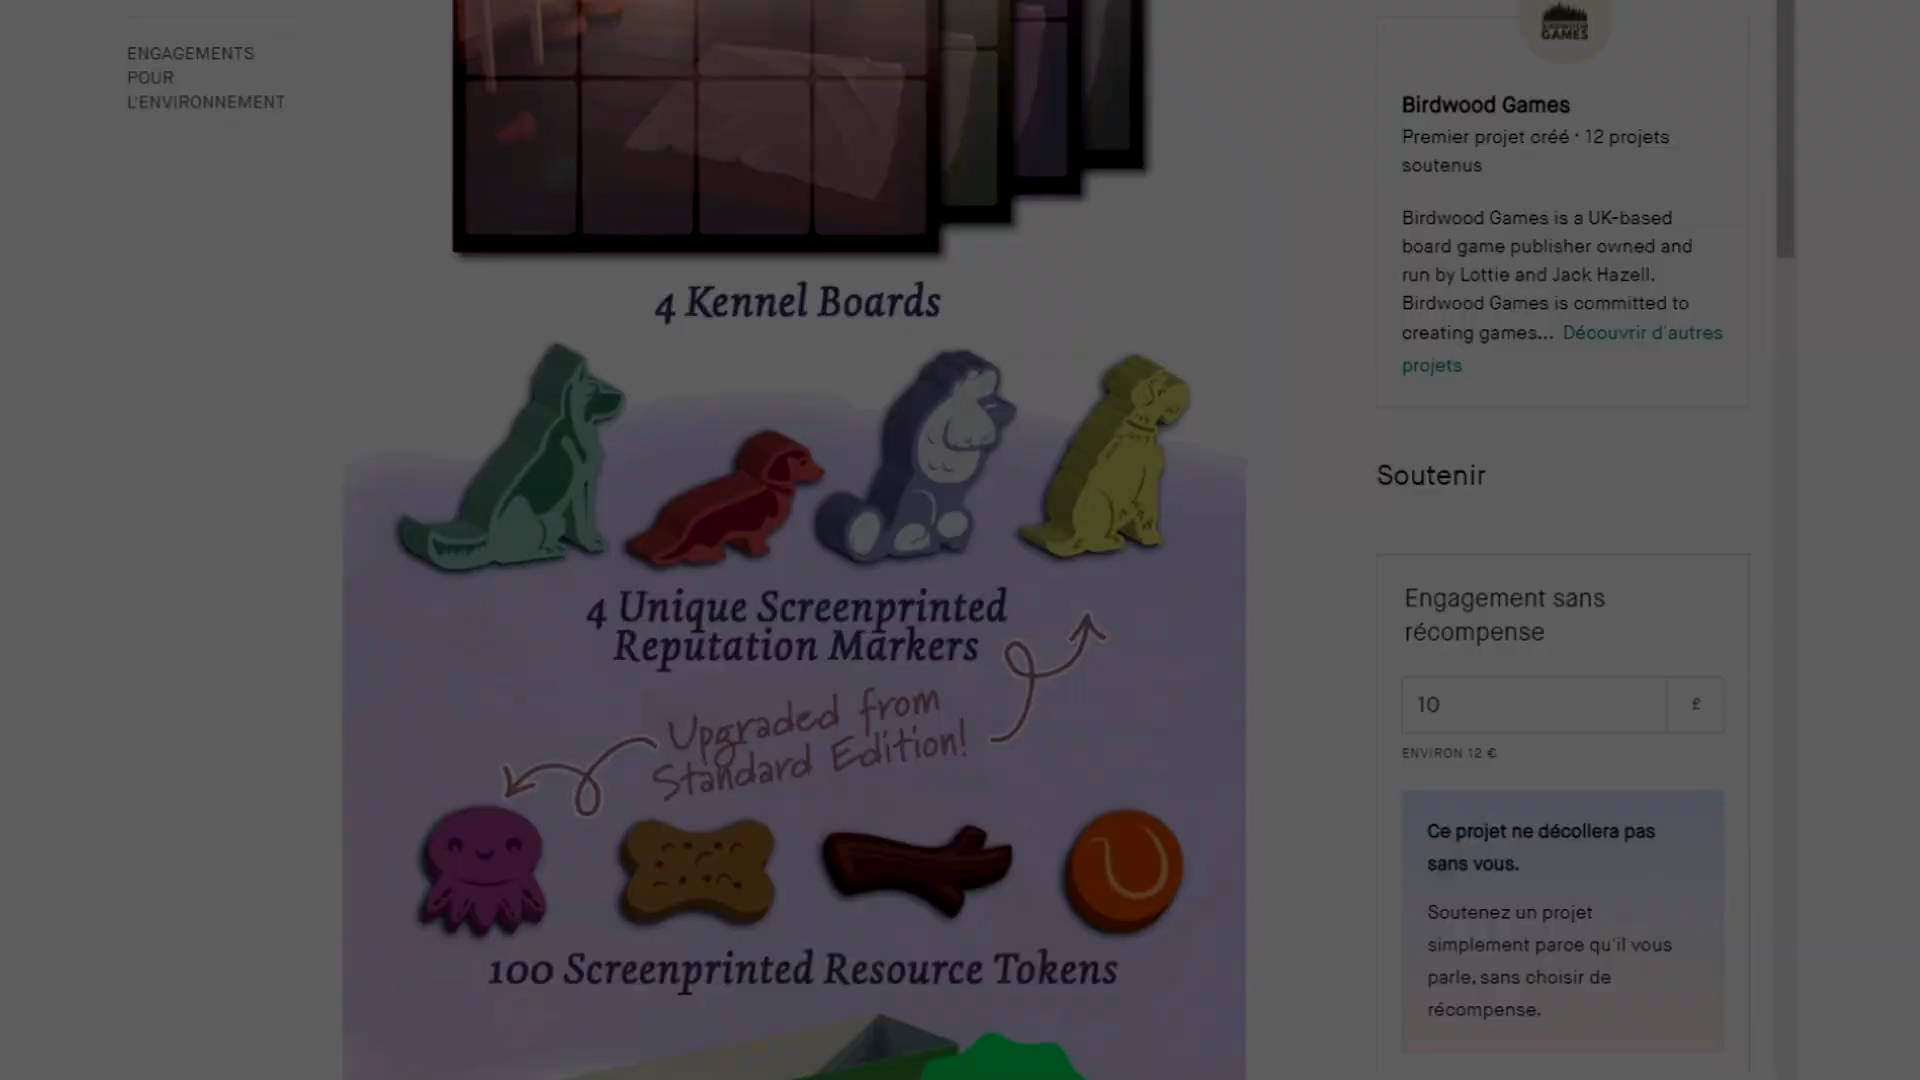 ENGAGEMENTS
POUR
L'ENVIRONNEMENT
4 Kennel Boards
4 Unique Screenprinted
Reputation Markers
Upgraded from
Standard Edition!
100 Screenprinted Resource Tokens
BIRDWOOD
GAMES
Birdwood Games
Premier projet créé · 12 projets
soutenus
Birdwood Games is a UK-based
board game publisher owned and
run by Lottie and Jack Hazell.
Birdwood Games is committed to
creating games... Découvrir d'autres
projets
Soutenir
Engagement sans
récompense
10 £
ENVIRON 12 €
Ce projet ne décollera pas
sans vous.
Soutenez un projet
simplement parce qu'il vous
parle, sans choisir de
récompense.